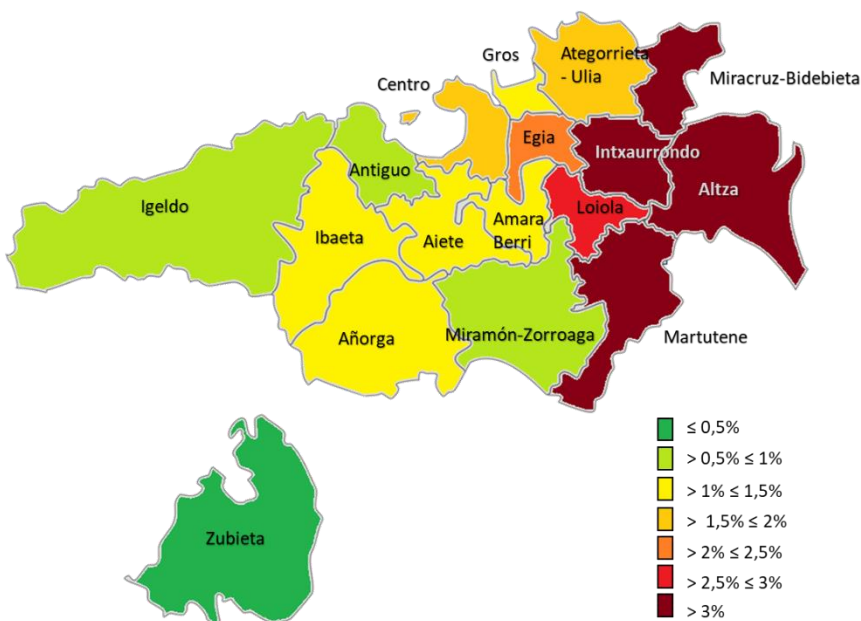 Gros
Ategorrieta
- Ulia
Miracruz-Bidebieta
Centro
Egia
Intxaurrondo
Antiguo
Altza
Igeldo
Loiola
Amara
Berri
Ibaeta
Aiete
Añorga
Miramón-Zorroaga
Martutene
Zubieta
≤ 0,5%
> 0,5% ≤ 1%
> 1% ≤ 1,5%
> 1,5% ≤ 2%
> 2% ≤ 2,5%
> 2,5% ≤ 3%
> 3%